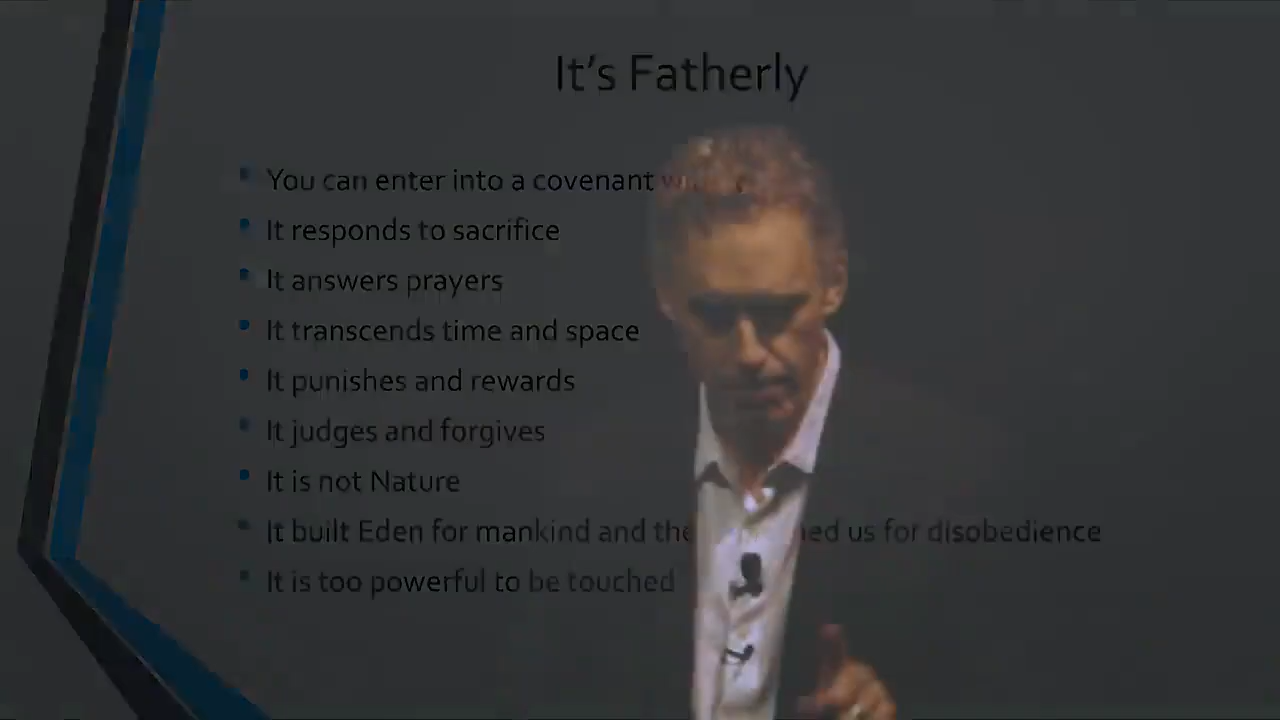 It's Fatherly
You can enter into a covenant
It responds to sacrifice
It answers prayers
It transcends time and space
It punishes and rewards
It judges and forgives
It is not Nature
It built Eden for mankind and us for disobedience
It is too powerful to be touched